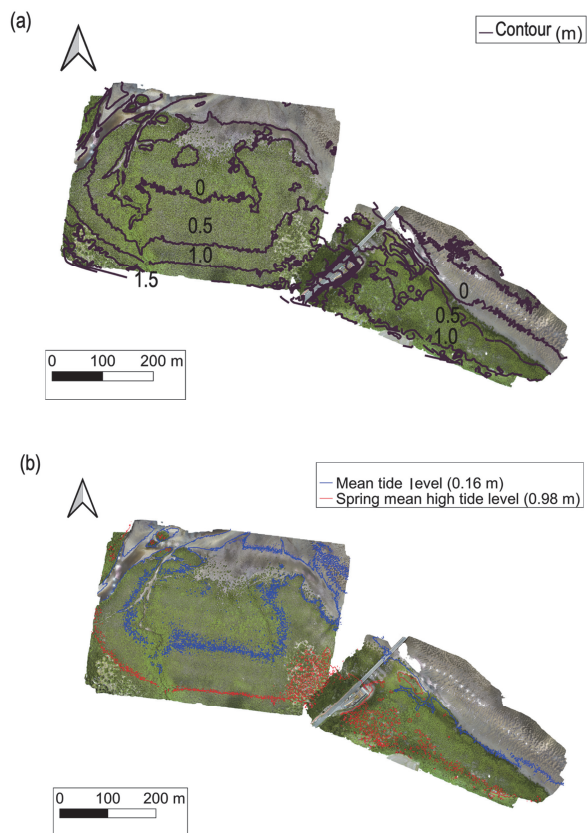 (a)
Contour (m)
0
0.5
1.0
1.5
0
0.5
1.0
0 100 200 m
(b)
Mean tide level (0.16 m)
Spring mean high tide level (0.98 m)
0 100 200 m